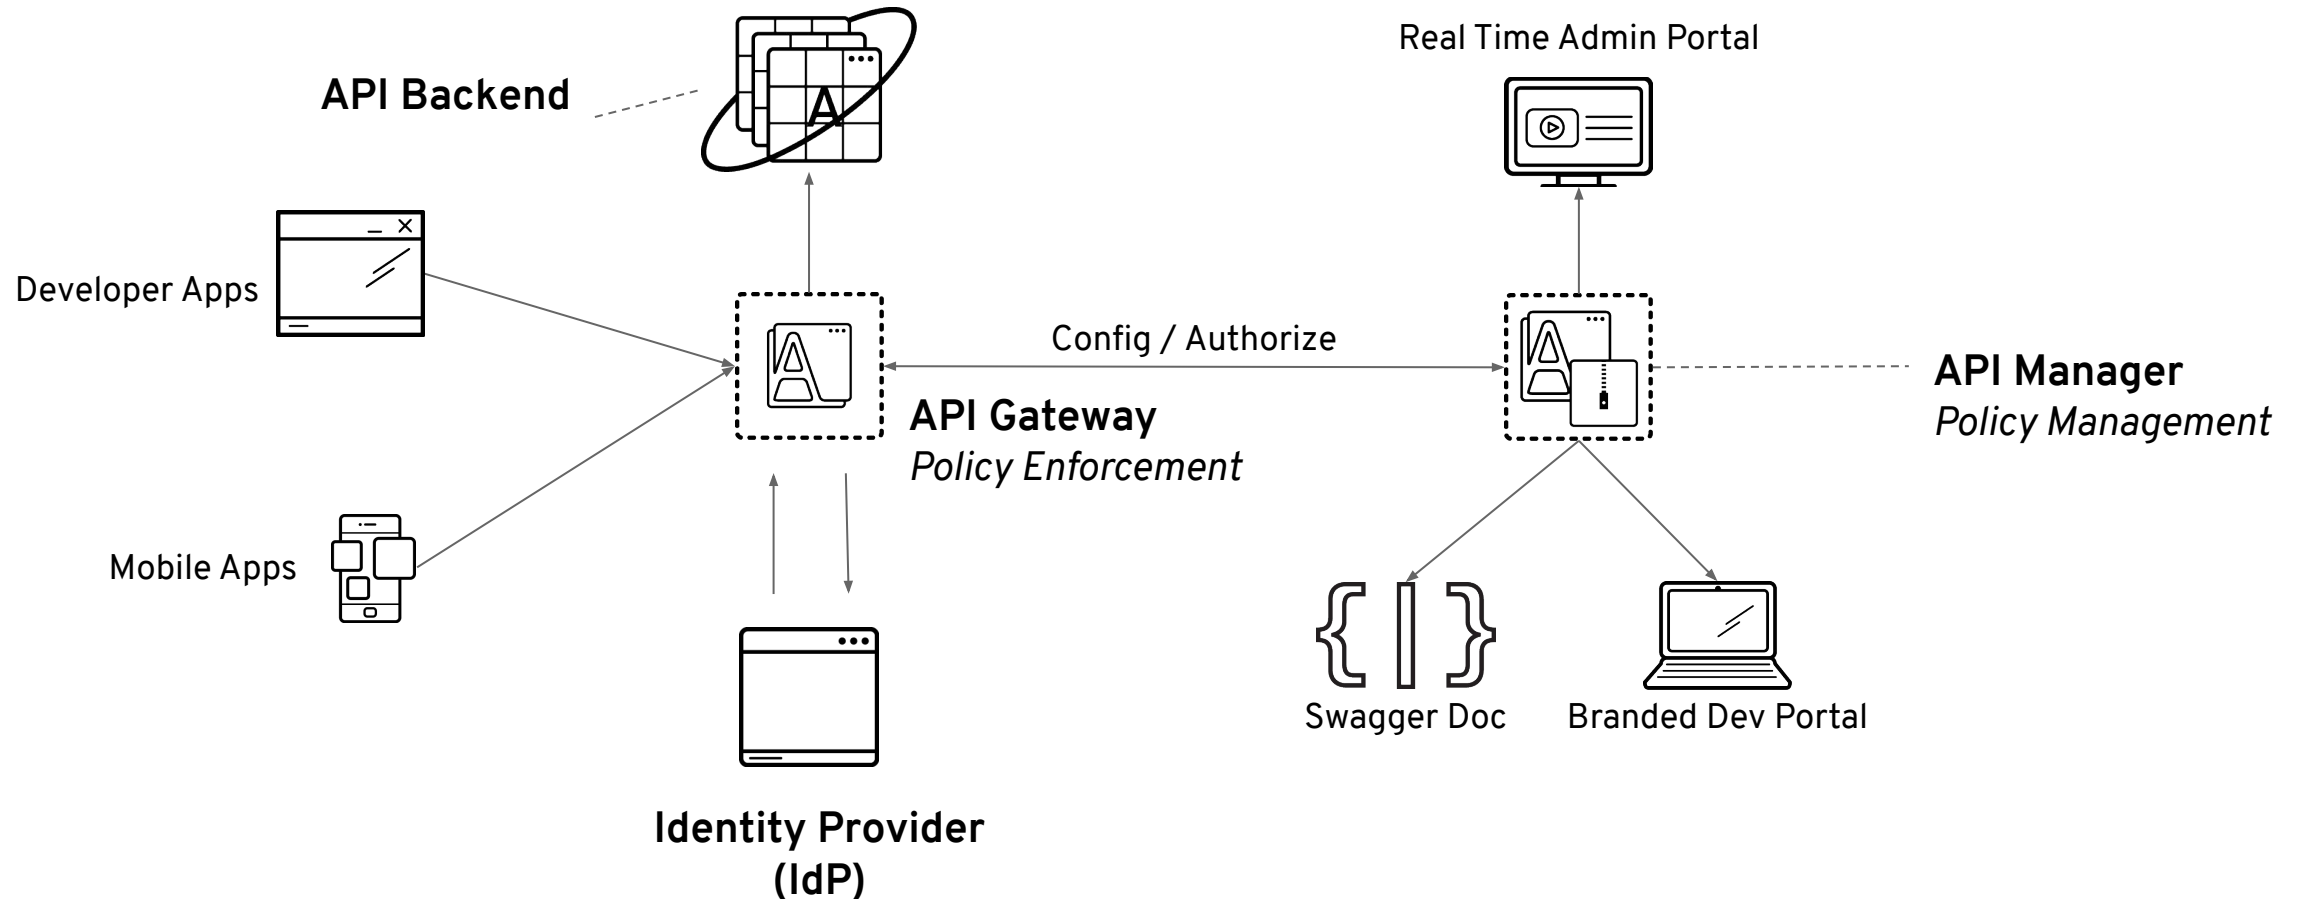 Real Time Admin Portal
API Backend
A
Developer Apps
Config / Authorize
API Manager
Policy Management
API Gateway
Policy Enforcement
Mobile Apps
Swagger Doc
Branded Dev Portal
Identity Provider
(IdP)